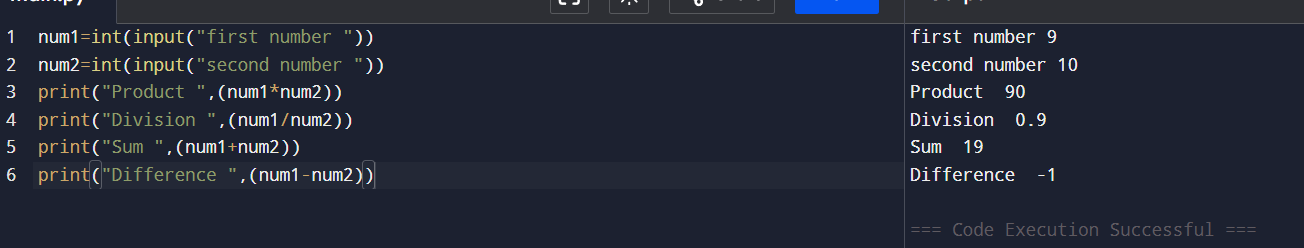 1 num1=int(input("first number "))
2 num2=int(input("second number "))
3 print("Product ",(num1*num2))
4 print("Division ",(num1/num2))
5 print("Sum ",(num1+num2))
6 print("Difference ",(num1-num2))
first number 9
second number 10
Product  90
Division  0.9
Sum  19
Difference  -1
=== Code Execution Successful ===